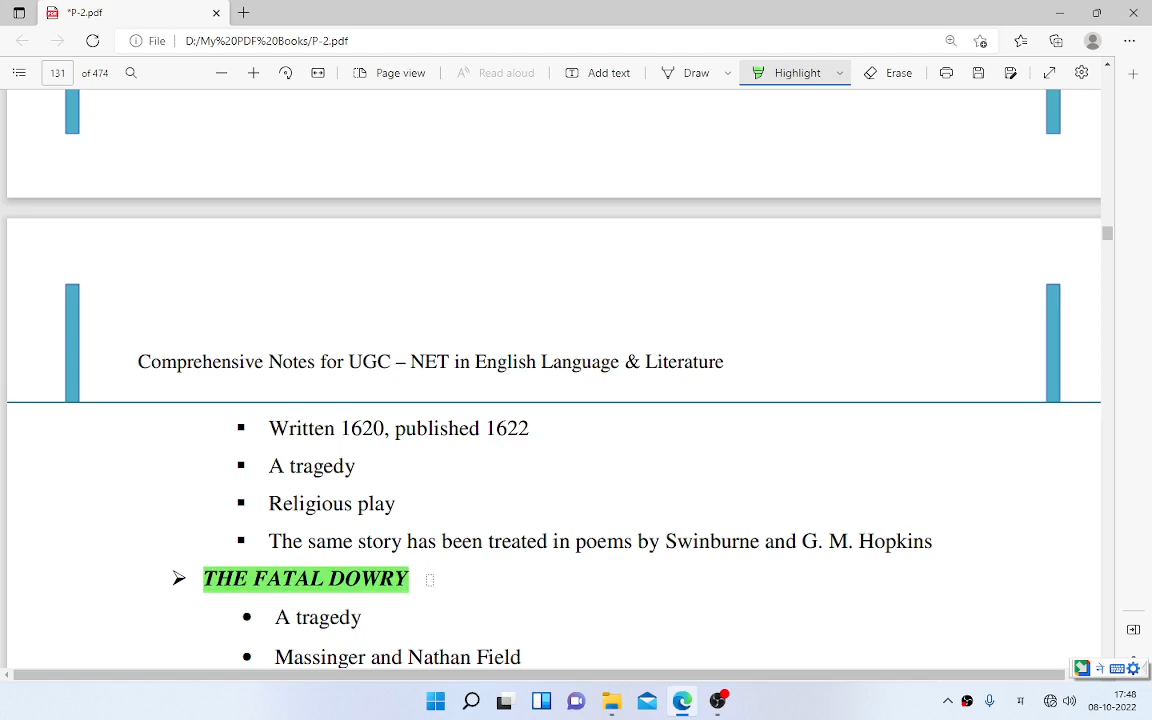 *P-2.pdf
File | D:/My%20PDF%20Books/P-2.pdf
131 of 474 Page view Read aloud Add text Draw Highlight Erase
Comprehensive Notes for UGC – NET in English Language & Literature
▪ Written 1620, published 1622
▪ A tragedy
▪ Religious play
▪ The same story has been treated in poems by Swinburne and G. M. Hopkins
➢ THE FATAL DOWRY
• A tragedy
• Massinger and Nathan Field
17:48
08-10-2022